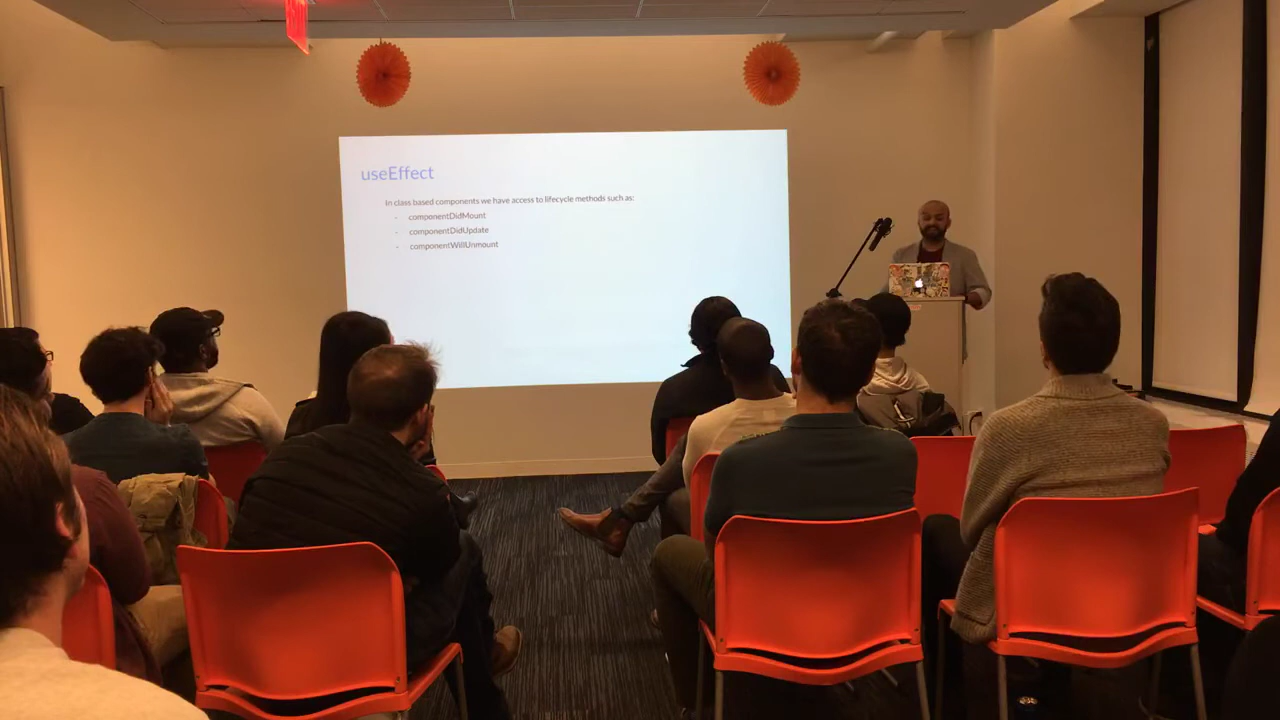 useEffect
In class based components we have access to lifecycle methods such as:
- componentDidMount
- componentDidUpdate
- componentWillUnmount